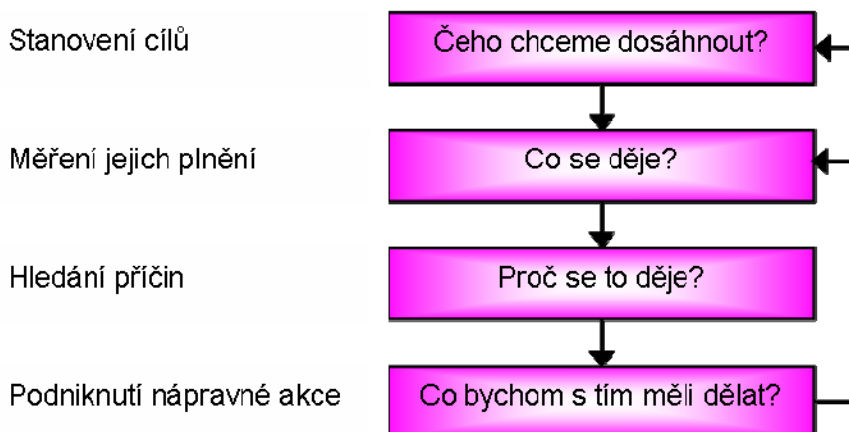 Stanovení cílů
Čeho chceme dosáhnout?
Měření jejich plnění
Co se děje?
Hledání příčin
Proč se to děje?
Podniknutí nápravné akce
Co bychom s tím měli dělat?